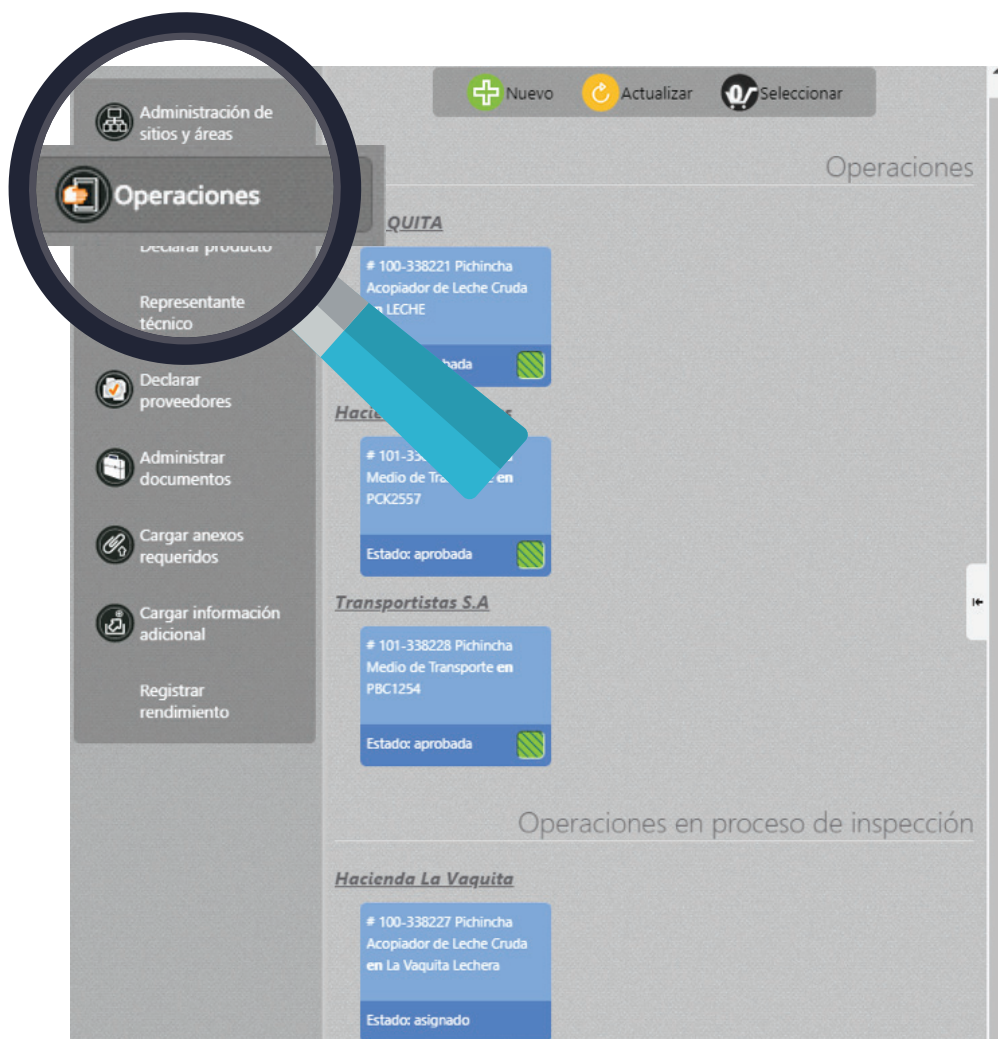 Nuevo
Actualizar
Seleccionar
Administración de
sitios y áreas
Operaciones
Declarar producto
Representante
técnico
Declarar
proveedores
Administrar
documentos
Cargar anexos
requeridos
Cargar información
adicional
Registrar
rendimiento
Operaciones
QUITA
# 100-338221 Pichincha
Acopiador de Leche Cruda
LECHE
# 101-33
Medio de en
PCK2557
Estado: aprobada
Transportistas S.A
# 101-338228 Pichincha
Medio de Transporte en
PBC1254
Estado: aprobada
Operaciones en proceso de inspección
Hacienda La Vaquita
# 100-338227 Pichincha
Acopiador de Leche Cruda
en La Vaquita Lechera
Estado: asignado